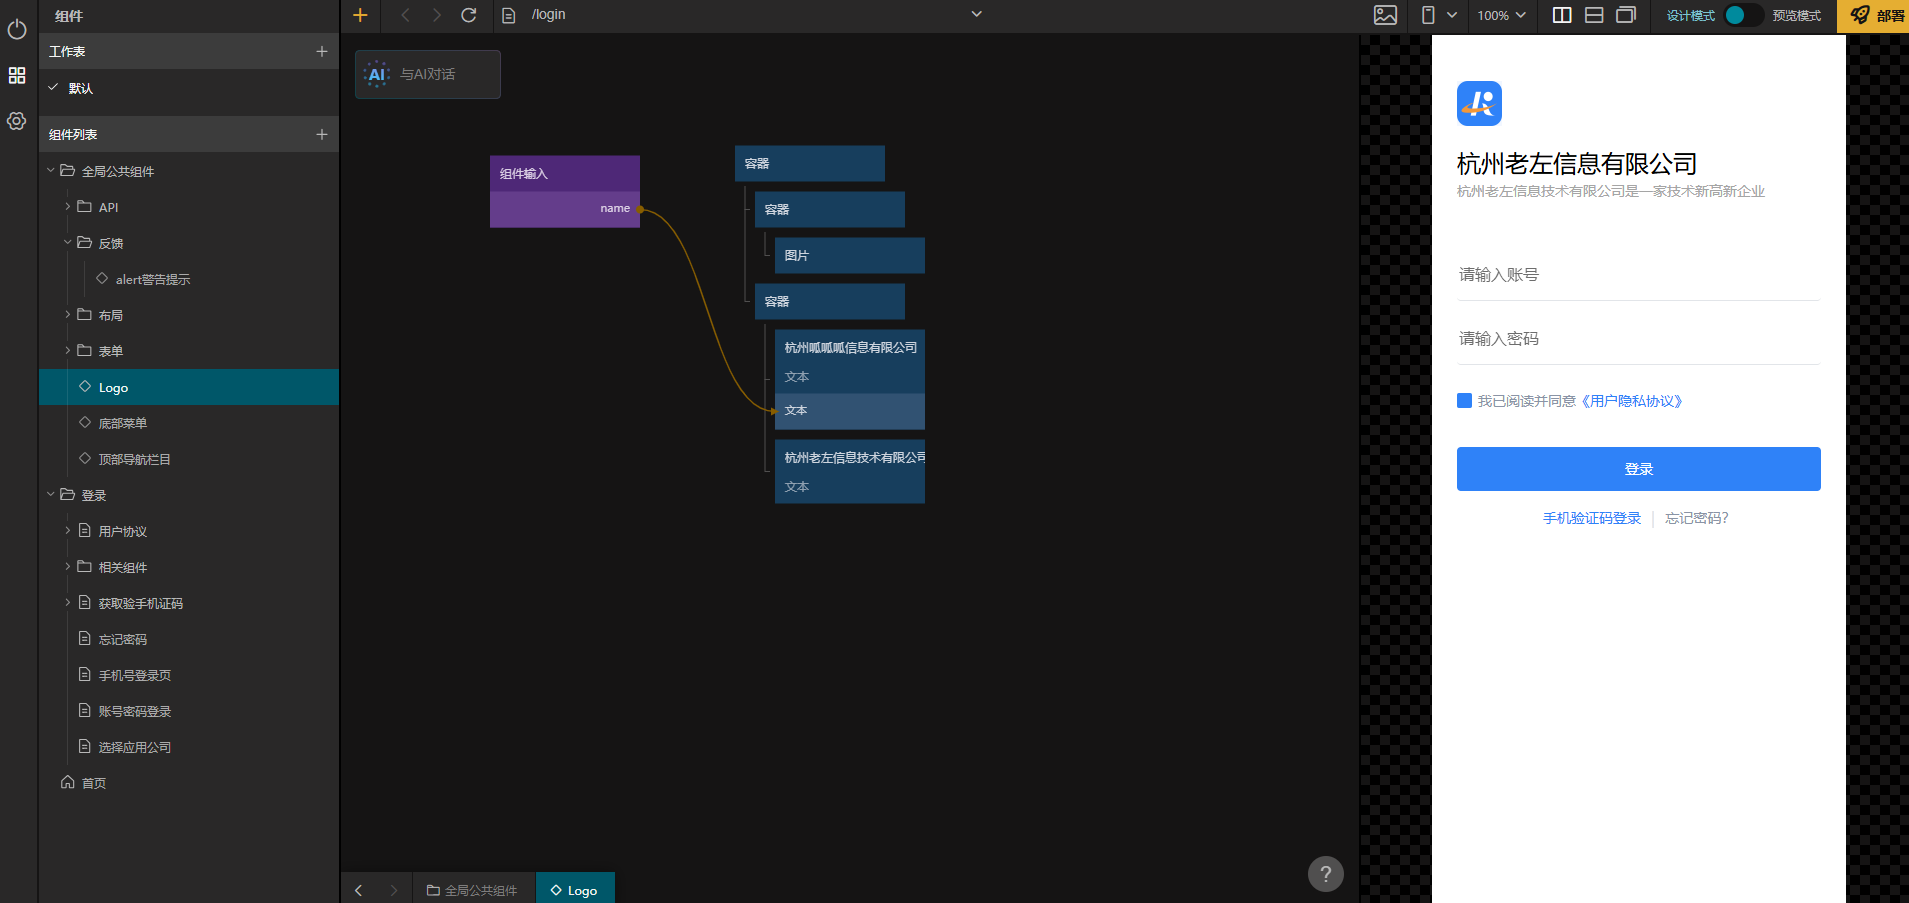 组件
/login
100%
设计模式
预览模式
部署
工作表
默认
组件列表
全局公共组件
API
反馈
alert警告提示
布局
表单
Logo
底部菜单
顶部导航栏目
登录
用户协议
相关组件
获取验手机证码
忘记密码
手机号登录页
账号密码登录
选择应用公司
首页
AI 与AI对话
组件输入
name
容器
容器
图片
容器
杭州呱呱呱信息有限公司
文本
文本
杭州老左信息技术有限公司
文本
全局公共组件
Logo
?
杭州老左信息有限公司
杭州老左信息技术有限公司是一家技术新高新企业
请输入账号
请输入密码
我已阅读并同意《用户隐私协议》
登录
手机验证码登录
忘记密码?